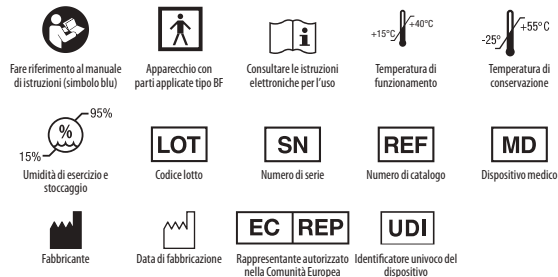 +15°C +40°C
-25° +55°C
Fare riferimento al manuale
di istruzioni (simbolo blu)
Apparecchio con
parti applicate tipo BF
Consultare le istruzioni
elettroniche per l'uso
Temperatura di
funzionamento
Temperatura di
conservazione
15% % 95%
LOT
SN
REF
MD
Umidità di esercizio e
stoccaggio
Codice lotto
Numero di serie
Numero di catalogo
Dispositivo medico
EC REP
UDI
Fabbricante
Data di fabbricazione
Rappresentante autorizzato
nella Comunità Europea
Identificatore univoco del
dispositivo